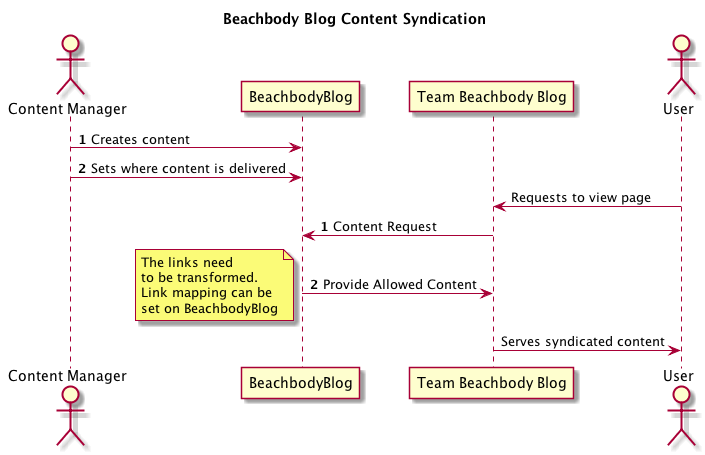 Beachbody Blog Content Syndication
Content Manager
BeachbodyBlog
Team Beachbody Blog
User
1 Creates content
2 Sets where content is delivered
Requests to view page
1 Content Request
The links need
to be transformed.
Link mapping can be
set on BeachbodyBlog
2 Provide Allowed Content
Serves syndicated content
Content Manager
BeachbodyBlog
Team Beachbody Blog
User